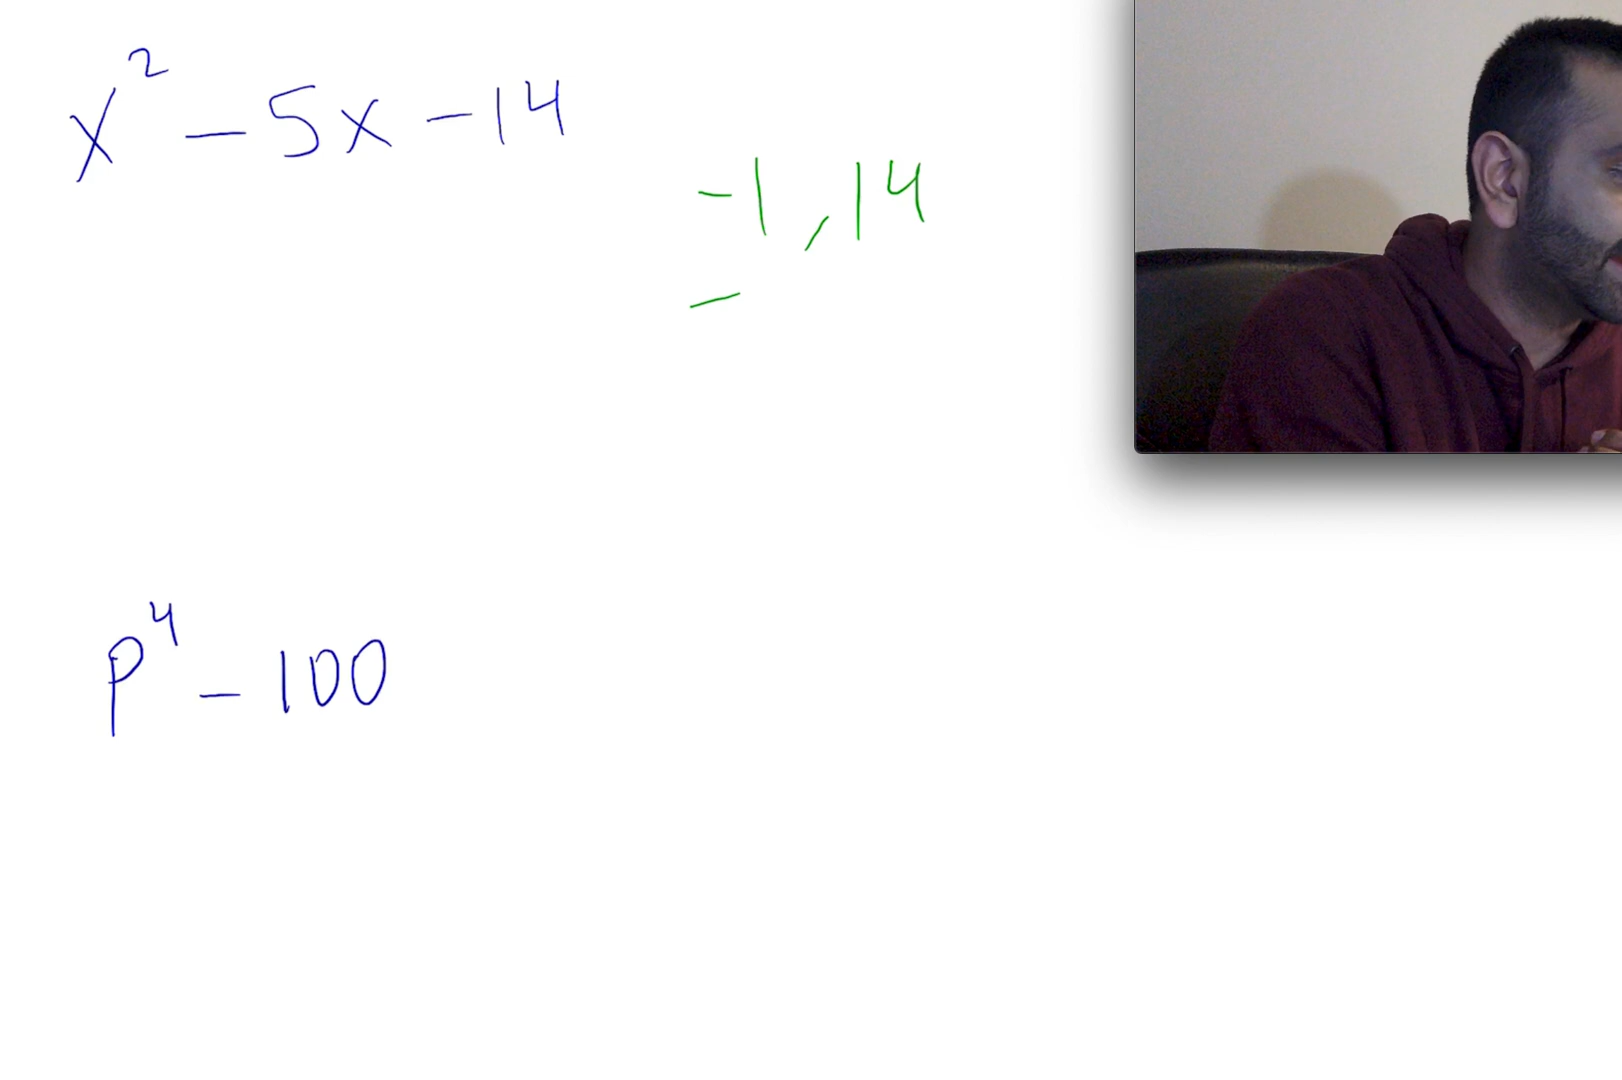 x² - 5x - 14
-1, 14
-
p⁴ - 100